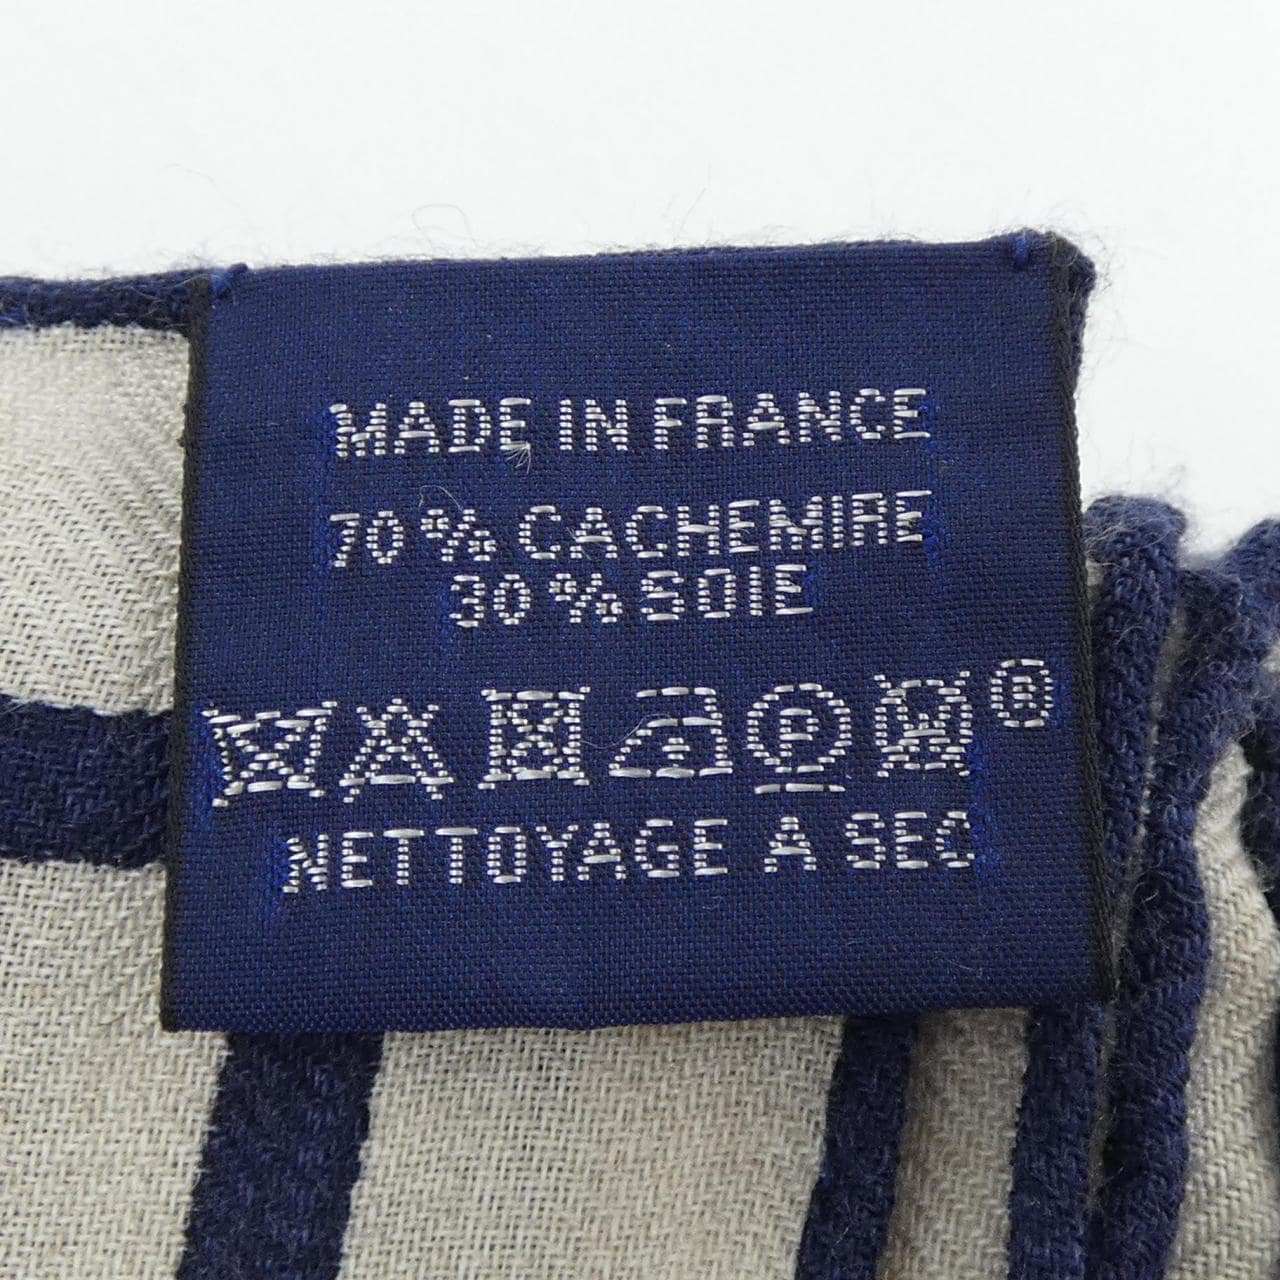 MADE IN FRANCE
70 % CACHEMIRE
30 % SOIE
P W ®
NETTOYAGE A SEC